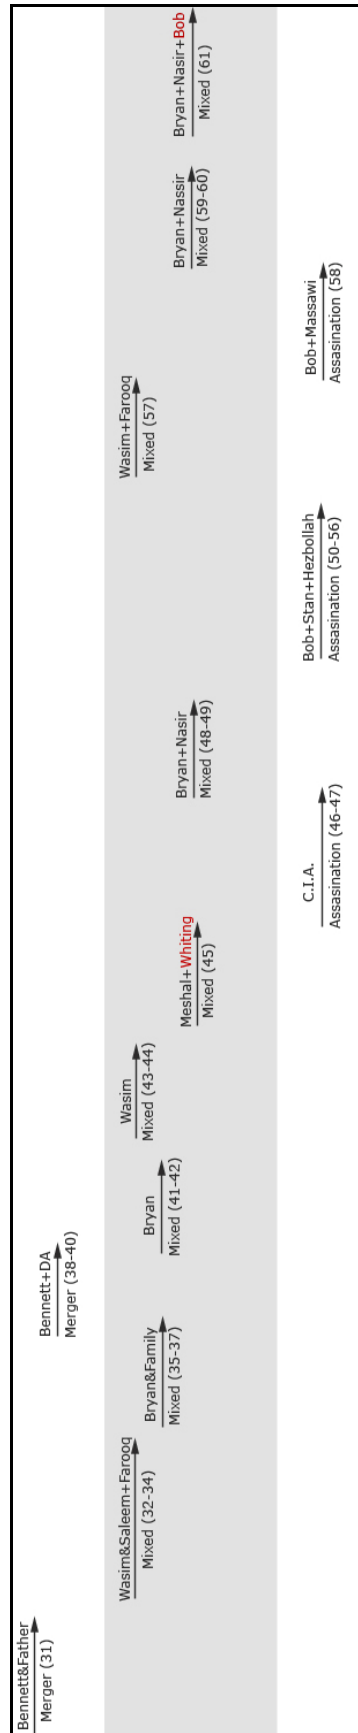 Bennett&Father
Merger (31)
Wasim&Saleem+Farooq
Mixed (32-34)
Bryan&Family
Mixed (35-37)
Bennett+DA
Merger (38-40)
Bryan
Mixed (41-42)
Wasim
Mixed (43-44)
Meshal+Whiting
Mixed (45)
C.I.A.
Assasination (46-47)
Bryan+Nasir
Mixed (48-49)
Bob+Stan+Hezbollah
Assasination (50-56)
Wasim+Farooq
Mixed (57)
Bob+Massawi
Assasination (58)
Bryan+Nassir
Mixed (59-60)
Bryan+Nasir+Bob
Mixed (61)